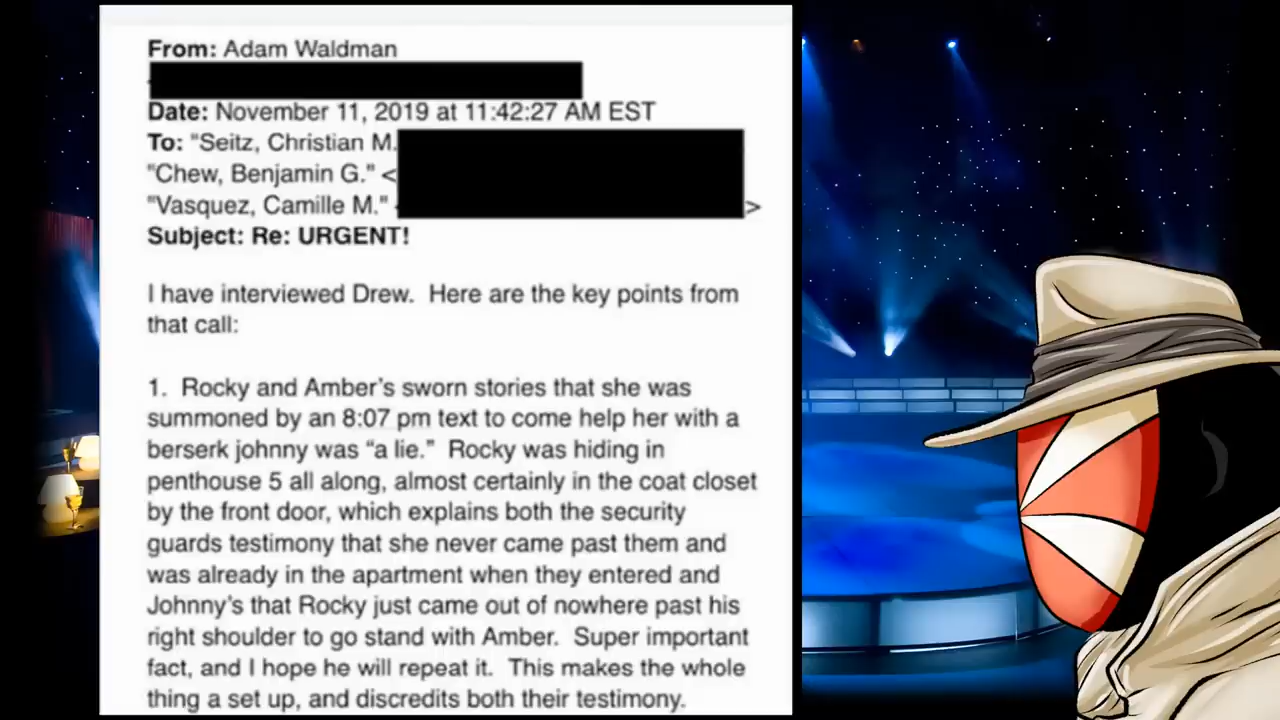 From: Adam Waldman
Date: November 11, 2019 at 11:42:27 AM EST
To: "Seitz, Christian M.
"Chew, Benjamin G." <
"Vasquez, Camille M." >
Subject: Re: URGENT!
I have interviewed Drew. Here are the key points from
that call:
1. Rocky and Amber's sworn stories that she was
summoned by an 8:07 pm text to come help her with a
berserk johnny was “a lie.” Rocky was hiding in
penthouse 5 all along, almost certainly in the coat closet
by the front door, which explains both the security
guards testimony that she never came past them and
was already in the apartment when they entered and
Johnny's that Rocky just came out of nowhere past his
right shoulder to go stand with Amber. Super important
fact, and I hope he will repeat it. This makes the whole
thing a set up, and discredits both their testimony.